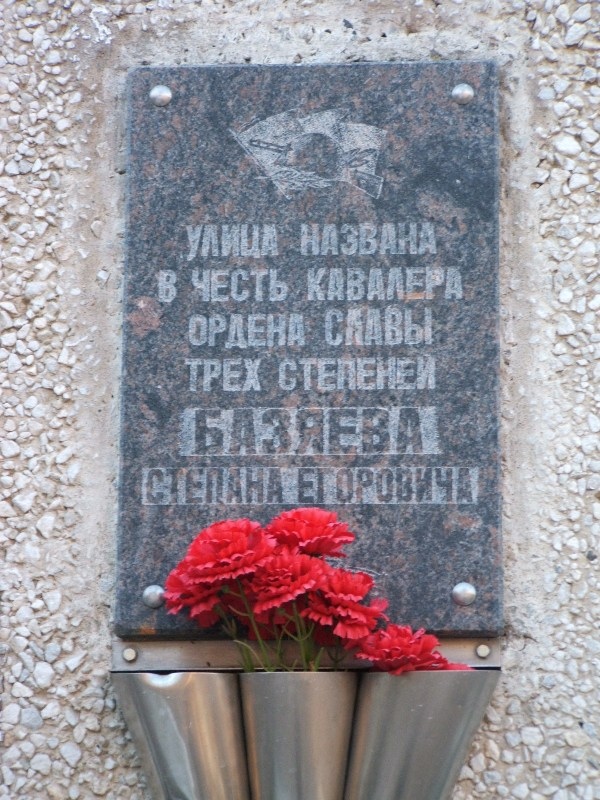 УЛИЦА НАЗВАНА
В ЧЕСТЬ КАВАЛЕРА
ОРДЕНА СЛАВЫ
ТРЕХ СТЕПЕНЕЙ
БАЗЯЕВА
СТЕПАНА ЕГОРОВИЧА